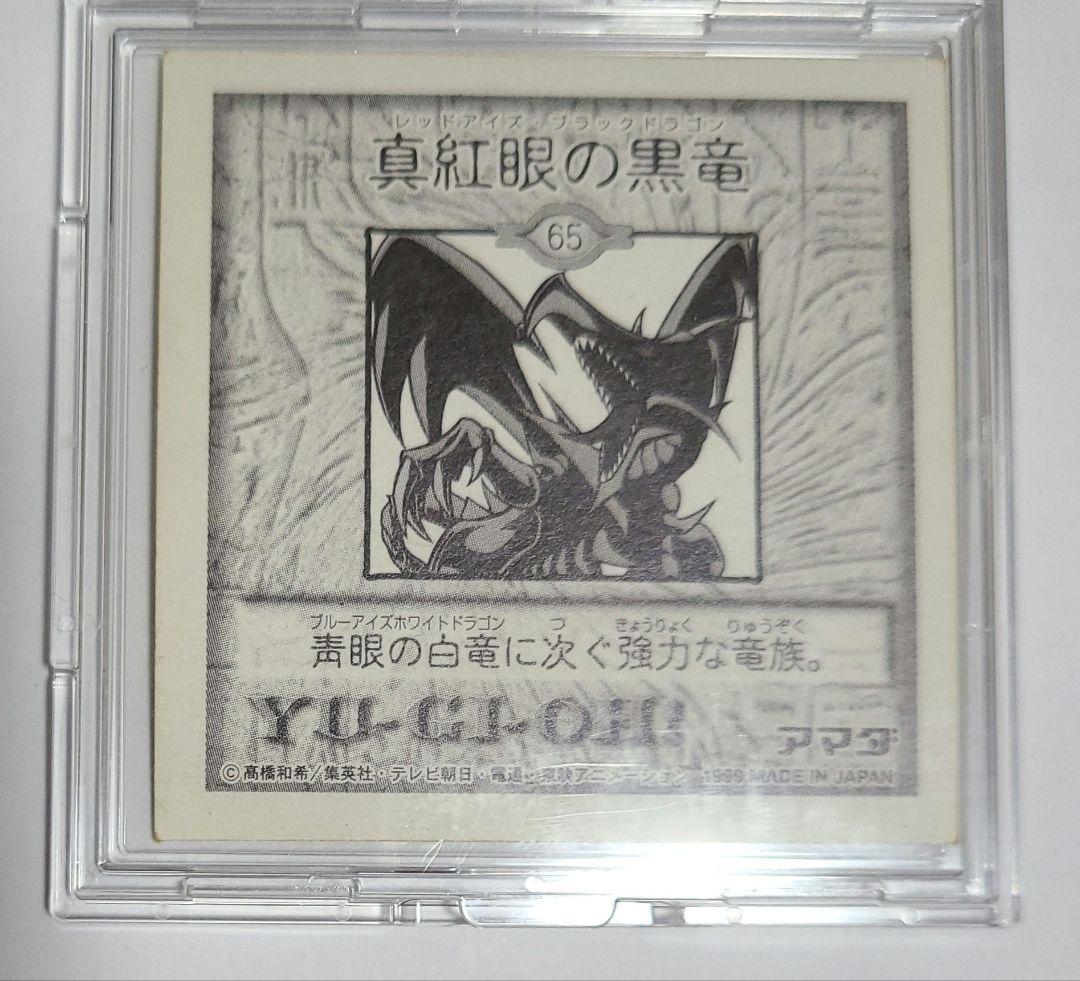 レッドアイズ・ブラックドラゴン
真紅眼の黒竜
65
ブルーアイズホワイトドラゴン つ きょうりょく りゅうぞく
青眼の白竜に次ぐ強力な竜族。
YU-GI-OH!
アマダ
©高橋和希/集英社・テレビ朝日・電通・東映アニメーション 1999 MADE IN JAPAN